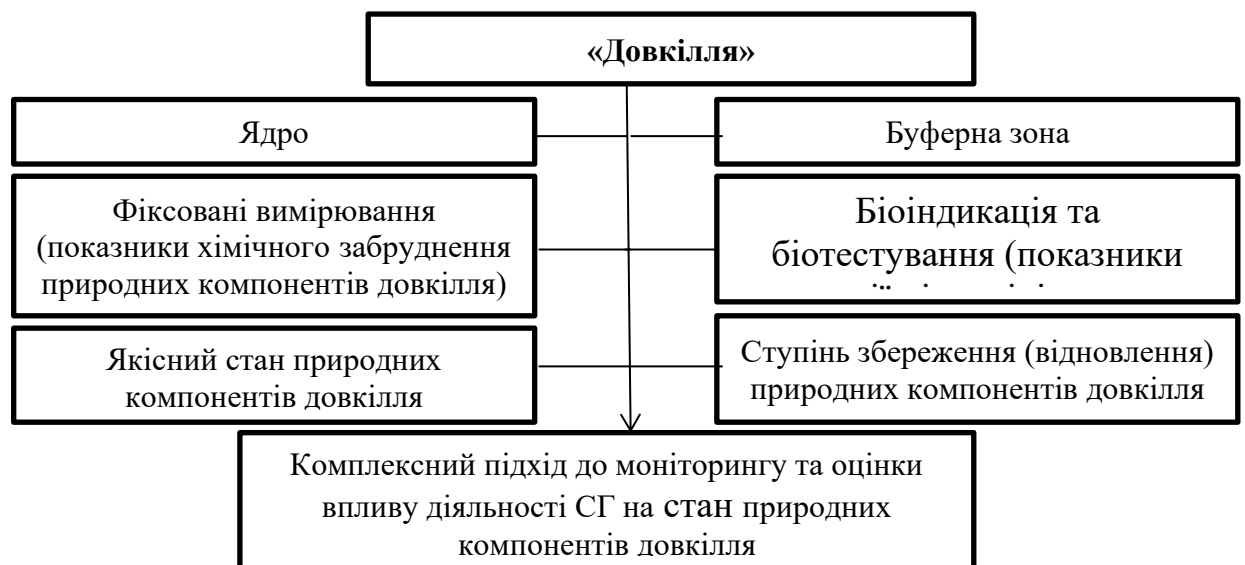 «Довкілля»
Ядро
Буферна зона
Фіксовані вимірювання
(показники хімічного забруднення
природних компонентів довкілля)
Біоіндикація та
біотестування (показники
Якісний стан природних
компонентів довкілля
Ступінь збереження (відновлення)
природних компонентів довкілля
Комплексний підхід до моніторингу та оцінки
впливу діяльності СГ на стан природних
компонентів довкілля